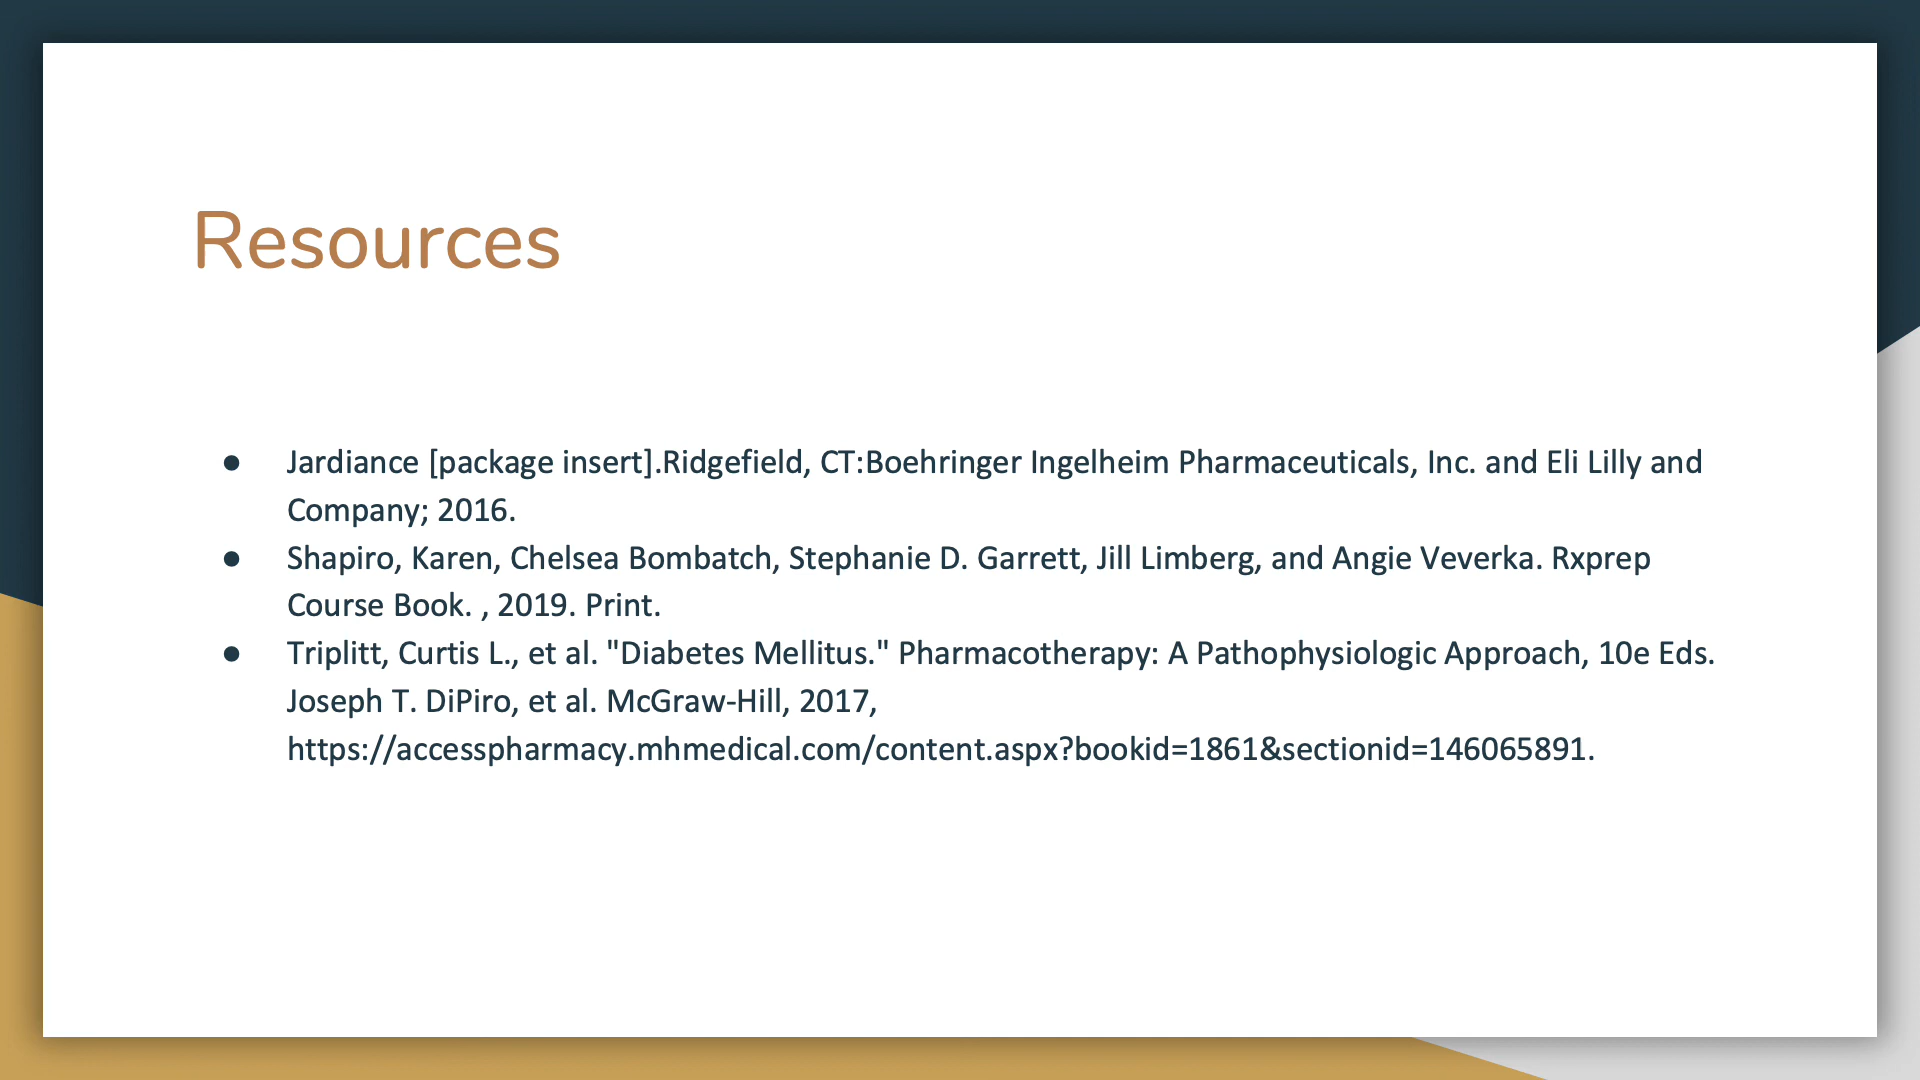 Resources
● Jardiance [package insert].Ridgefield, CT:Boehringer Ingelheim Pharmaceuticals, Inc. and Eli Lilly and
Company; 2016.
● Shapiro, Karen, Chelsea Bombatch, Stephanie D. Garrett, Jill Limberg, and Angie Veverka. Rxprep
Course Book. , 2019. Print.
● Triplitt, Curtis L., et al. "Diabetes Mellitus." Pharmacotherapy: A Pathophysiologic Approach, 10e Eds.
Joseph T. DiPiro, et al. McGraw-Hill, 2017,
https://accesspharmacy.mhmedical.com/content.aspx?bookid=1861&sectionid=146065891.